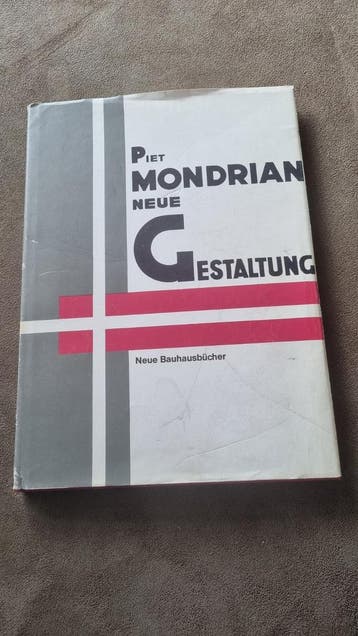 PIET
MONDRIAN
NEUE
GESTALTUNG
Neue Bauhausbücher